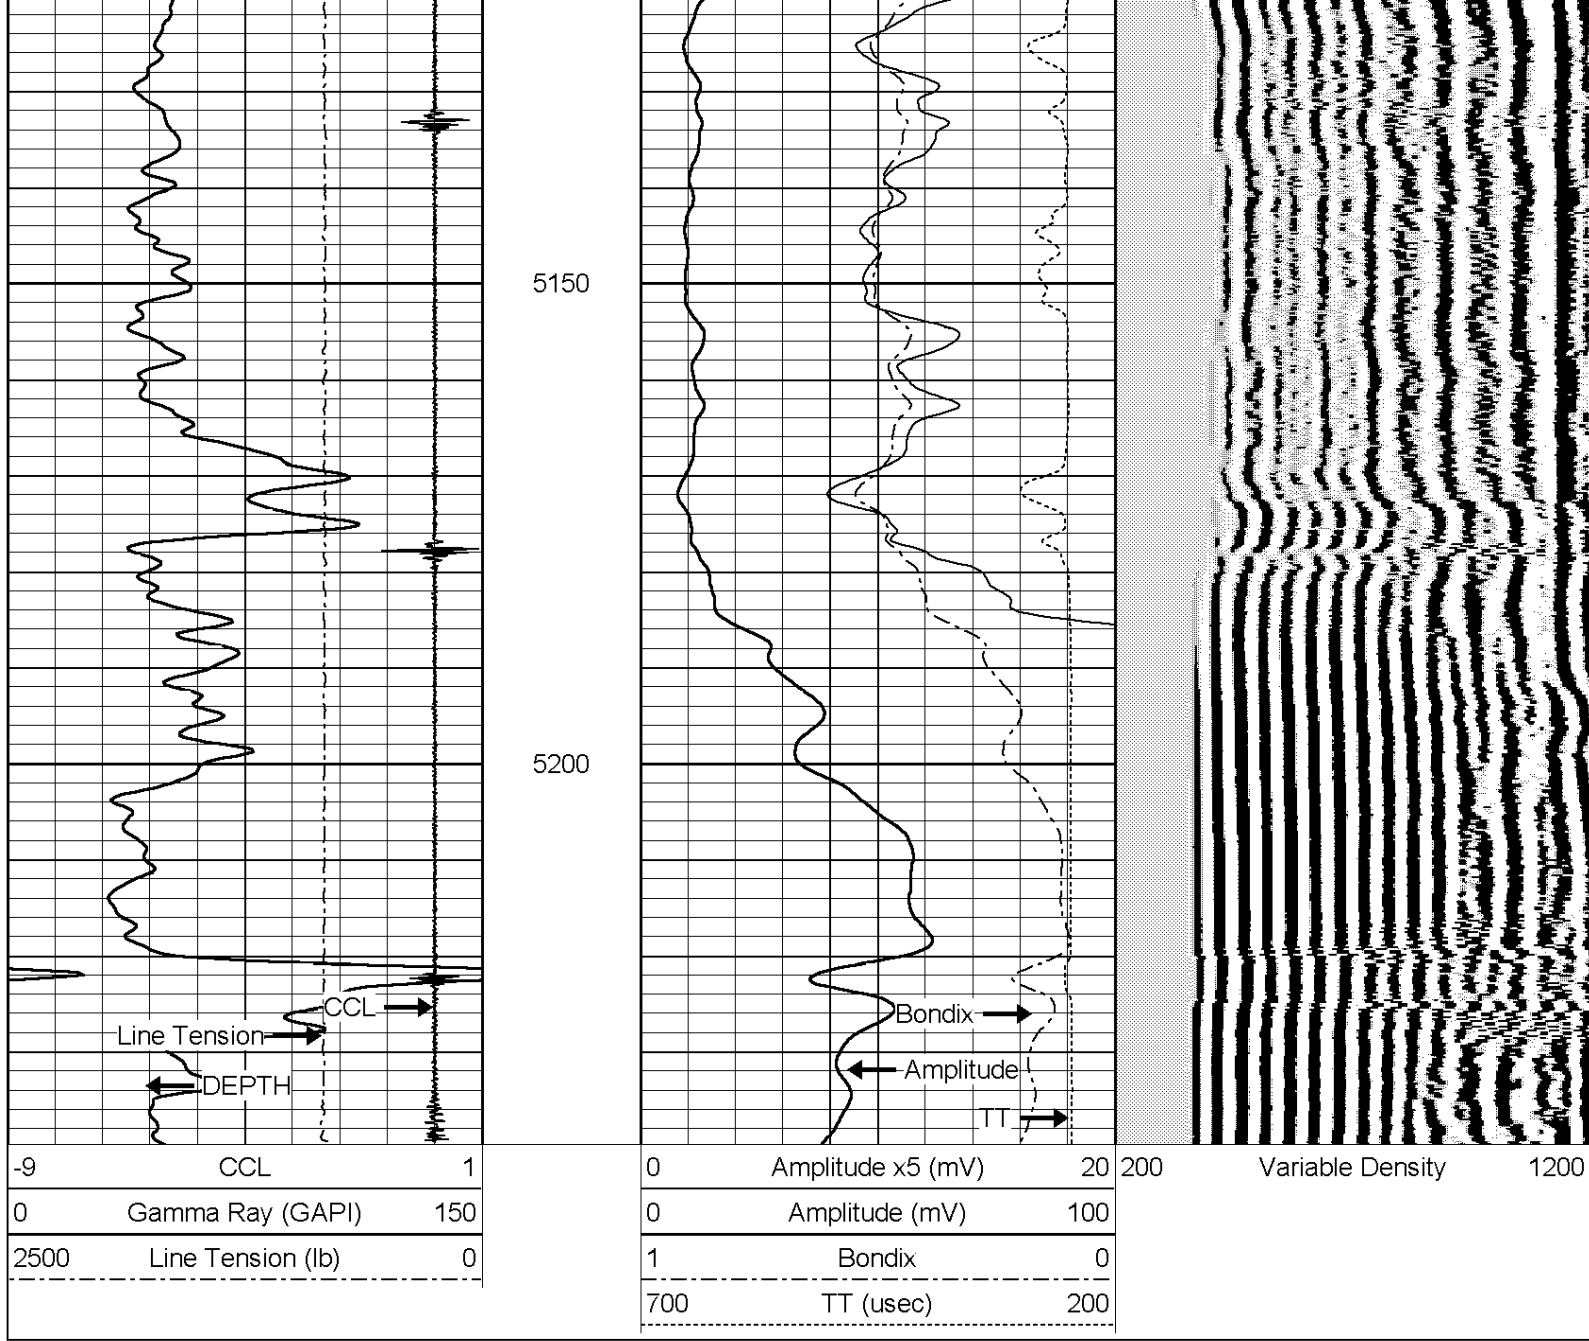 5150
5200
CCL
Line Tension
DEPTH
Bondix
Amplitude
TT
-9 CCL 1
0 Gamma Ray (GAPI) 150
2500 Line Tension (lb) 0
0 Amplitude x5 (mV) 20
0 Amplitude (mV) 100
1 Bondix 0
700 TT (usec) 200
200 Variable Density 1200